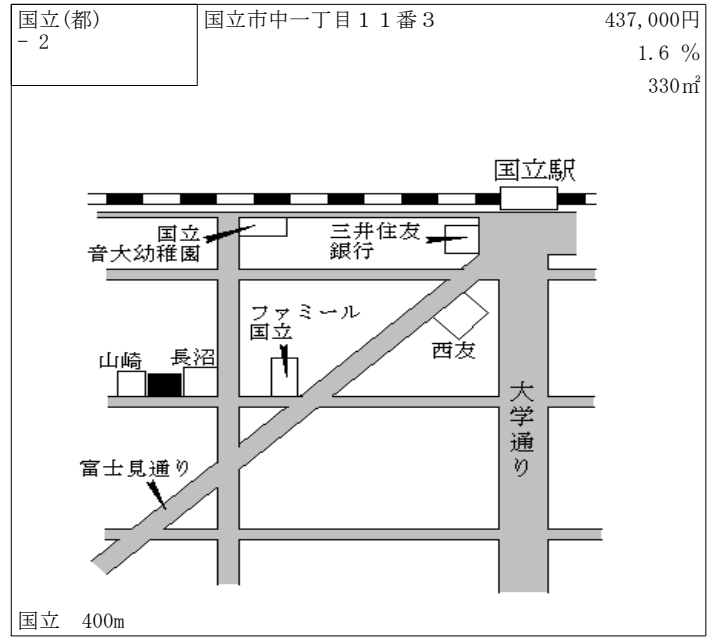 国立(都)
－２
国立市中一丁目１１番３
437,000円
1.6 %
330㎡
国立駅
国立
音大幼稚園
三井住友
銀行
ファミール
国立
西友
山崎
長沼
大学通り
富士見通り
国立 400m